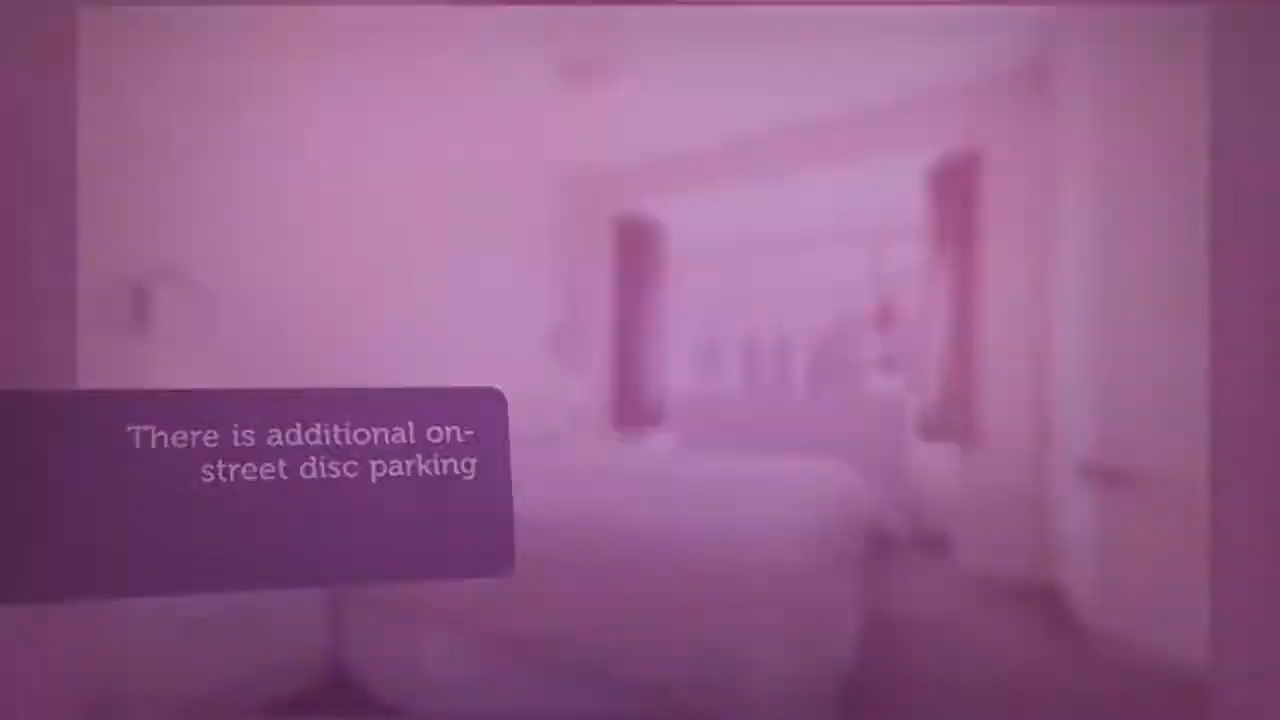 There is additional on-
street disc parking